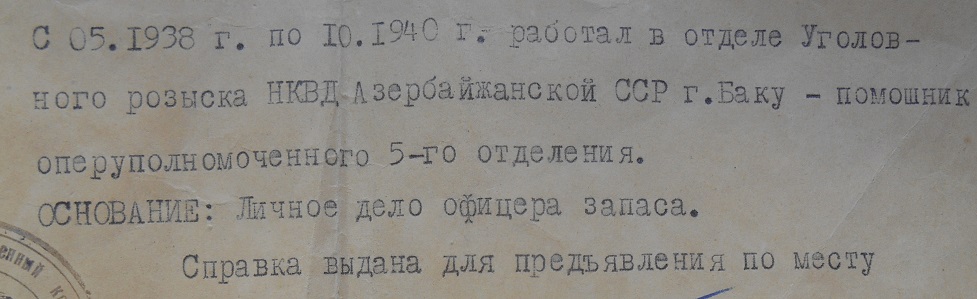 С 05.1938 г. по 10.1940 г. работал в отделе Уголов-
ного розыска НКВД Азербайжанской ССР г.Баку - помошник
оперуполномоченного 5-го отделения.
ОСНОВАНИЕ: Личное дело офицера запаса.
Справка выдана для предъявления по месту